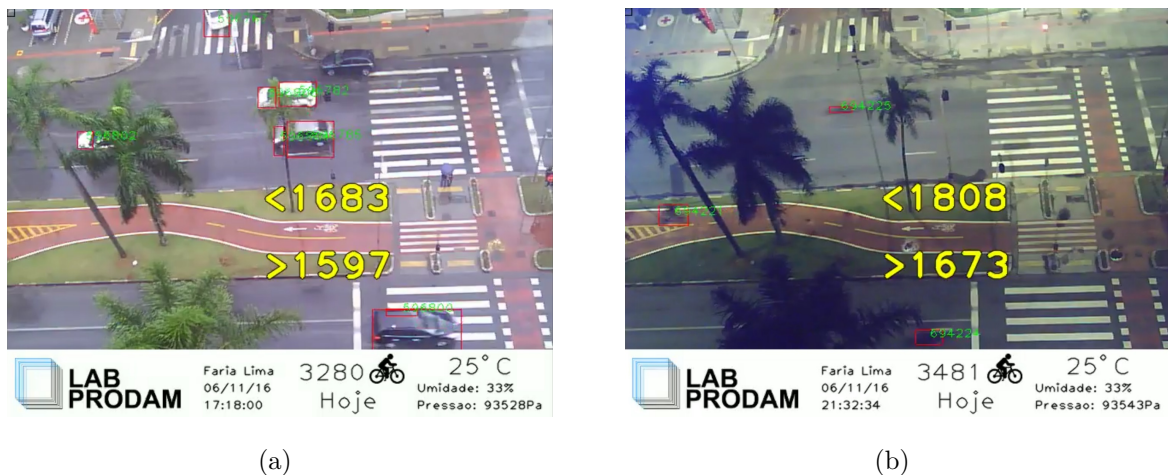 <1683
>1597
LAB
PRODAM
Faria Lima
06/11/16
17:18:00
3280
Hoje
25°C
Umidade: 33%
Pressao: 93528Pa
(a)
694225
<1808
>1673
LAB
PRODAM
Faria Lima
06/11/16
21:32:34
3481
Hoje
25°C
Umidade: 33%
Pressao: 93543Pa
(b)